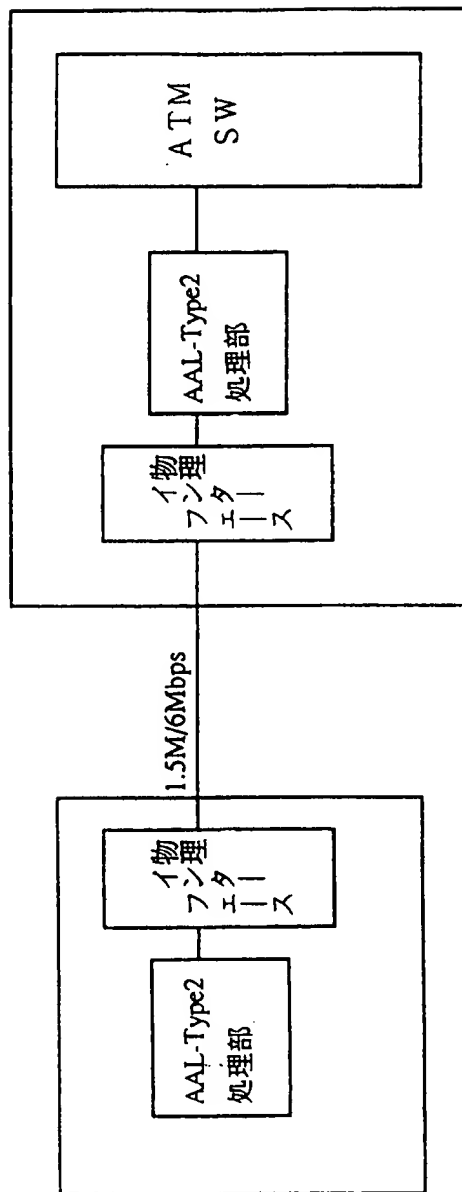 AAL-Type2
処理部
物理
インター
フェース
1.5M/6Mbps
物理
インター
フェース
AAL-Type2
処理部
ATM
SW